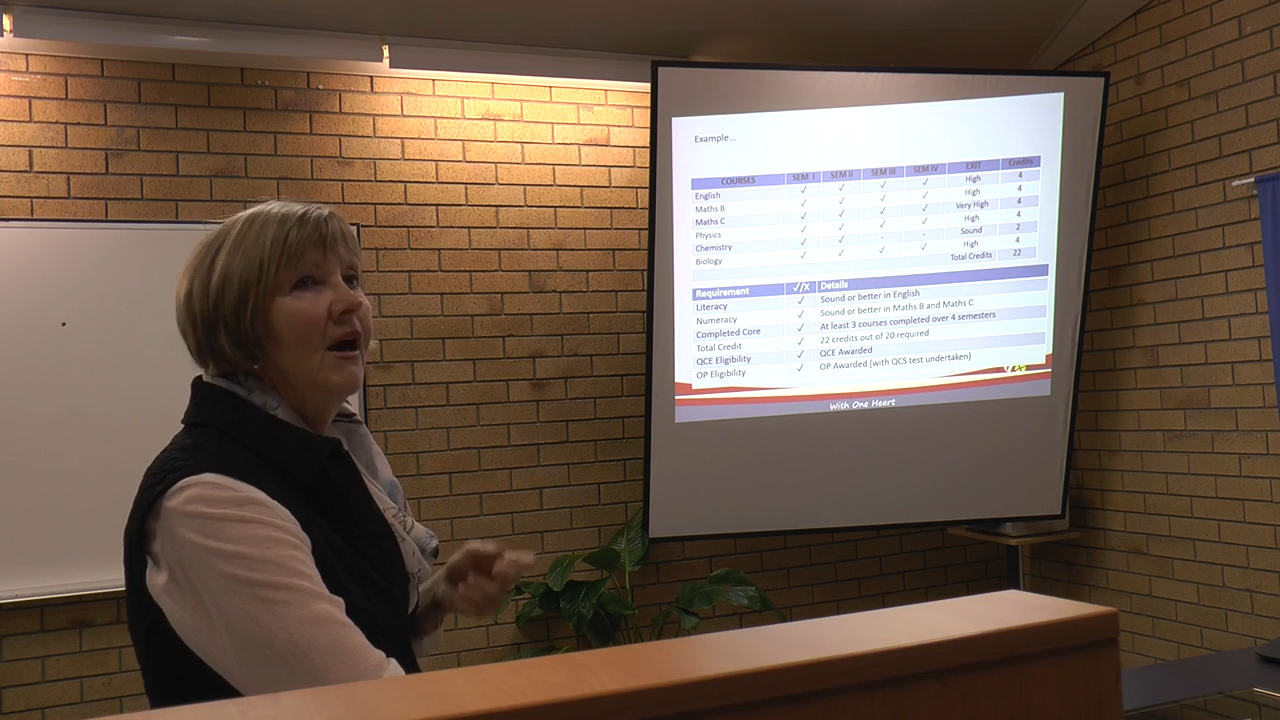 Example...
COURSES SEM I SEM II SEM III SEM IV EXIT Credits
English ✓ ✓ ✓ ✓ High 4
Maths B ✓ ✓ ✓ ✓ High 4
Maths C ✓ ✓ ✓ ✓ Very High 4
Physics ✓ ✓ ✓ ✓ High 4
Chemistry ✓ ✓ - - Sound 2
Biology ✓ ✓ ✓ ✓ High 4
Total Credits 22
Requirement ✓/X Details
Literacy ✓ Sound or better in English
Numeracy ✓ Sound or better in Maths B and Maths C
Completed Core ✓ At least 3 courses completed over 4 semesters
Total Credit ✓ 22 credits out of 20 required
QCE Eligibility ✓ QCE Awarded
OP Eligibility ✓ OP Awarded (with QCS test undertaken)
With One Heart